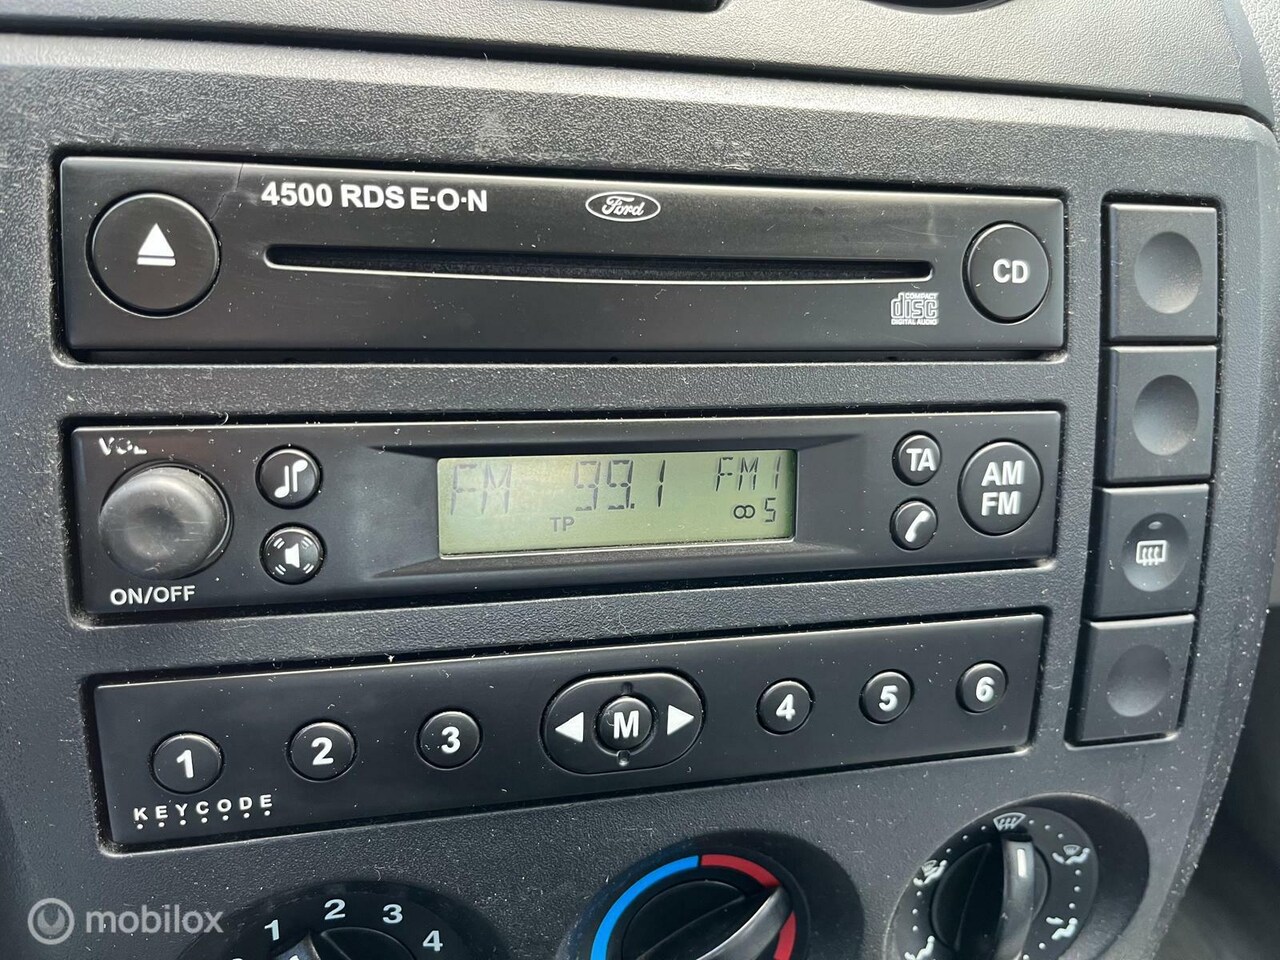 4500 RDS E·O·N
Ford
CD
COMPACT
disc
DIGITAL AUDIO
VOL
FM 99.1 FM1
TP 5
TA
AM
FM
ON/OFF
1 2 3 M 4 5 6
KEYCODE
1 2 3 4
mobilox